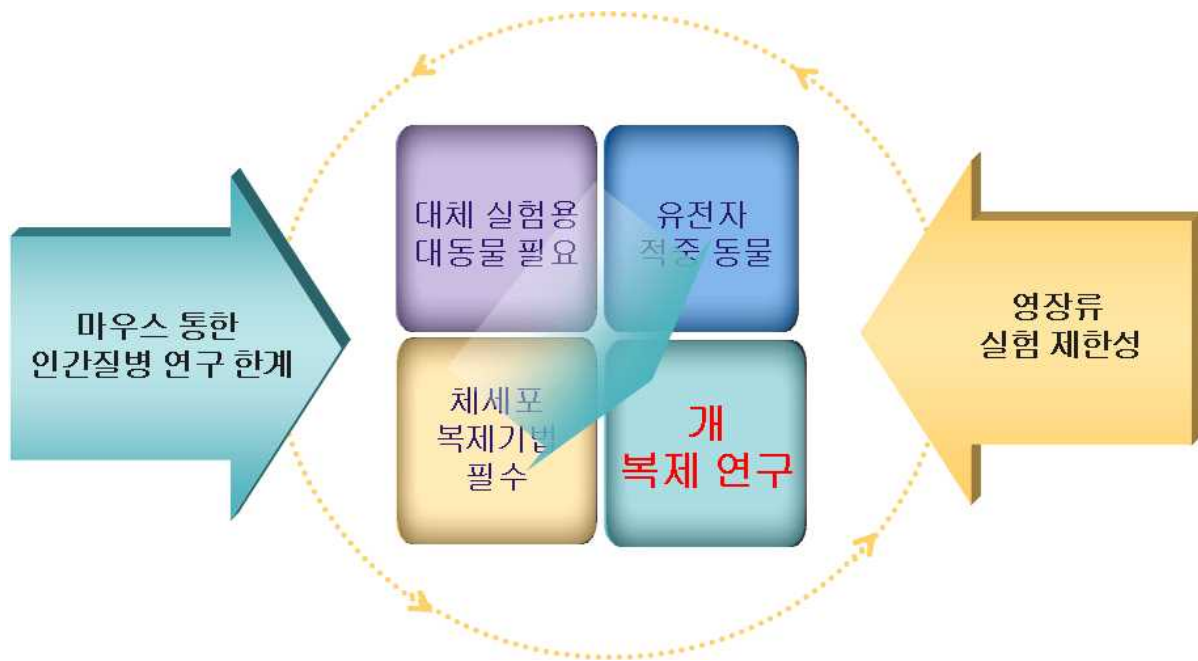 마우스 통한
인간질병 연구 한계
대체 실험용
대동물 필요
유전자
적중 동물
체세포
복제기법
필수
개
복제 연구
영장류
실험 제한성